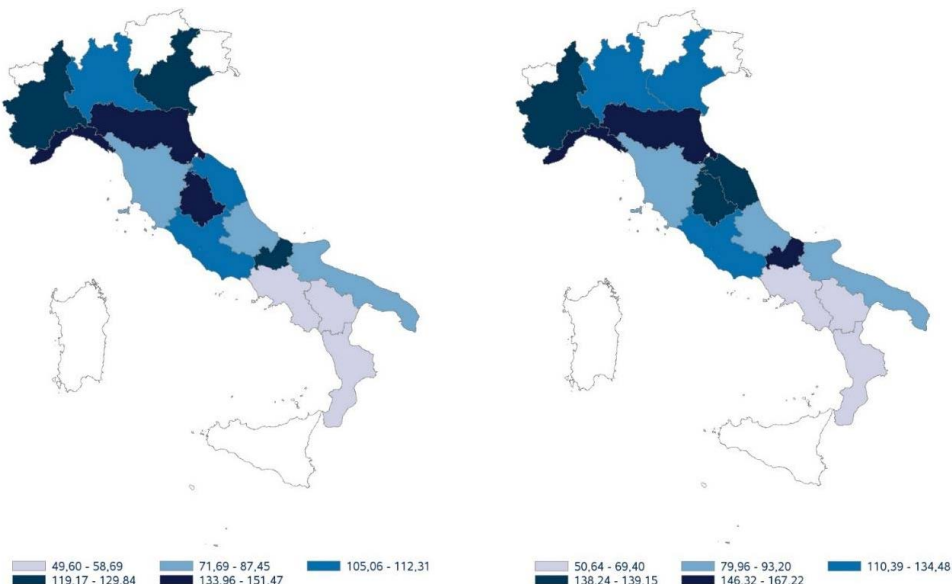 49,60 - 58,69 71,69 - 87,45 105,06 - 112,31
119,17 - 129,84 133,96 - 151,47
50,64 - 69,40 79,96 - 93,20 110,39 - 134,48
138,24 - 139,15 146,32 - 167,22